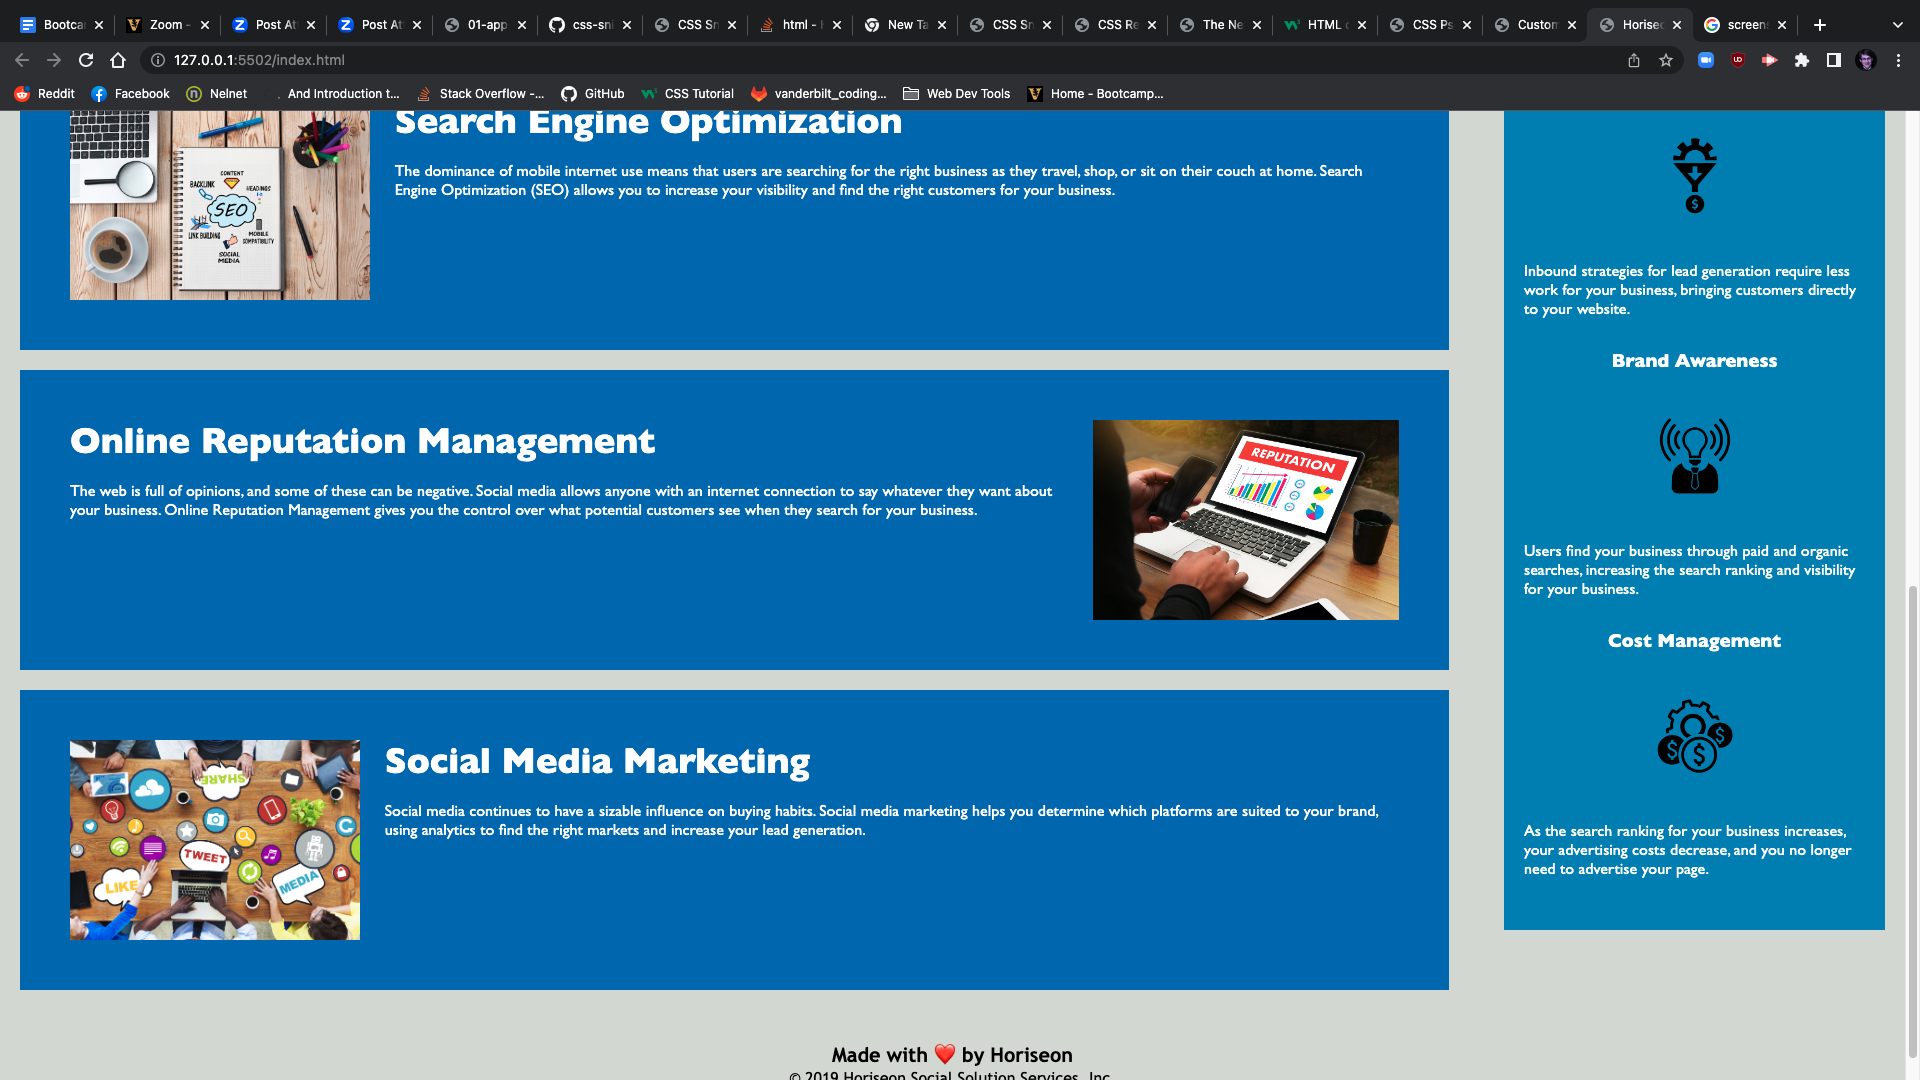 Bootca
Zoom -
Post At
Post At
01-app
css-sni
CSS Sn
html -
New Ta
CSS Sn
CSS Re
The Ne
HTML
CSS Ps
Custom
Horised
screen
127.0.0.1:5502/index.html
Reddit
Facebook
Nelnet
And Introduction t...
Stack Overflow -...
GitHub
CSS Tutorial
vanderbilt_coding...
Web Dev Tools
Home - Bootcamp...
Search Engine Optimization
The dominance of mobile internet use means that users are searching for the right business as they travel, shop, or sit on their couch at home. Search
Engine Optimization (SEO) allows you to increase your visibility and find the right customers for your business.
CONTENT
BACKLINK
HEADINGS
SEO
LINK BUILDING
MOBILE
COMPATIBILITY
SOCIAL
MEDIA
Online Reputation Management
The web is full of opinions, and some of these can be negative. Social media allows anyone with an internet connection to say whatever they want about
your business. Online Reputation Management gives you the control over what potential customers see when they search for your business.
REPUTATION
Social Media Marketing
Social media continues to have a sizable influence on buying habits. Social media marketing helps you determine which platforms are suited to your brand,
using analytics to find the right markets and increase your lead generation.
SHARE
TWEET
LIKE
MEDIA
Inbound strategies for lead generation require less
work for your business, bringing customers directly
to your website.
Brand Awareness
Users find your business through paid and organic
searches, increasing the search ranking and visibility
for your business.
Cost Management
As the search ranking for your business increases,
your advertising costs decrease, and you no longer
need to advertise your page.
Made with ❤️ by Horiseon
© 2019 Horiseon Social Solution Services, Inc.